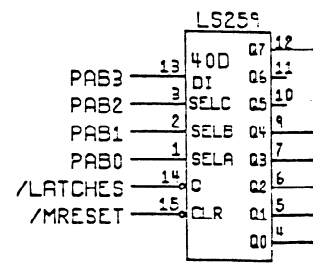 LS259
40D
PAB3 13 DI
PAB2 3 SELC
PAB1 2 SELB
PAB0 1 SELA
/LATCHES 14 C
/MRESET 15 CLR
Q7 12
Q6 11
Q5 10
Q4 9
Q3 7
Q2 6
Q1 5
Q0 4